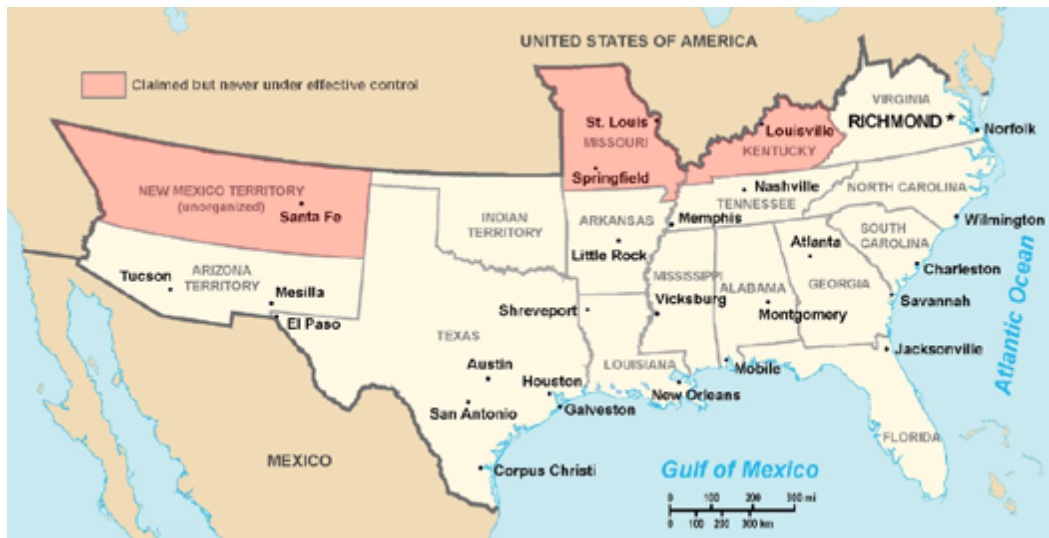 UNITED STATES OF AMERICA
Claimed but never under effective control
VIRGINIA
RICHMOND
Norfolk
St. Louis
MISSOURI
Louisville
KENTUCKY
Springfield
NEW MEXICO TERRITORY
(unorganized)
Santa Fe
Nashville
TENNESSEE
NORTH CAROLINA
INDIAN
TERRITORY
ARKANSAS
Memphis
Wilmington
SOUTH
CAROLINA
Little Rock
Atlanta
Tucson
ARIZONA
TERRITORY
Mesilla
El Paso
MISSISSIPPI
ALABAMA
GEORGIA
Charleston
Shreveport
Vicksburg
Montgomery
Savannah
TEXAS
Austin
LOUISIANA
Mobile
Jacksonville
Houston
New Orleans
San Antonio
Galveston
Atlantic Ocean
FLORIDA
MEXICO
Corpus Christi
Gulf of Mexico
0 100 200 300 mi
0 100 200 300 km